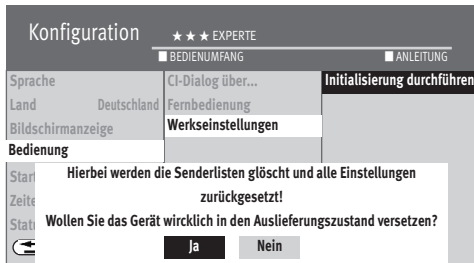 Konfiguration
★★★ EXPERTE
BEDIENUMFANG
ANLEITUNG
Sprache
CI-Dialog über...
Initialisierung durchführen
Land Deutschland
Fernbedienung
Bildschirmanzeige
Werkseinstellungen
Bedienung
Hierbei werden die Senderlisten glöscht und alle Einstellungen
zurückgesetzt!
Wollen Sie das Gerät wircklich in den Auslieferungszustand versetzen?
Ja Nein